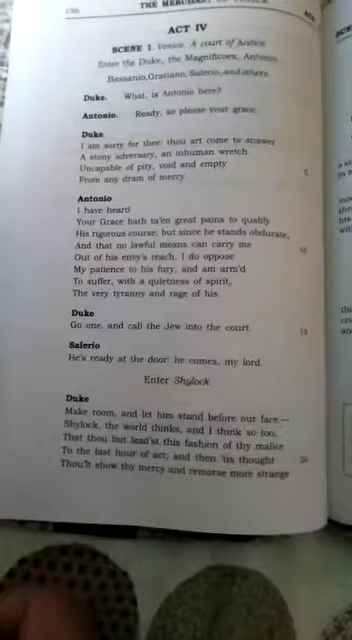 156 THE MERCHANT OF
ACT IV
SCENE 1. Venice. A court of Justice
Enter the Duke, the Magnificoes, Antonio,
Bassanio, Gratiano, Salerio, and others
Duke. What, is Antonio here?
Antonio. Ready, so please your grace.
Duke
I am sorry for thee: thou art come to answer
A stony adversary, an inhuman wretch
Uncapable of pity, void and empty 5
From any dram of mercy.
Antonio
I have heard
Your Grace hath ta'en great pains to qualify
His rigorous course; but since he stands obdurate,
And that no lawful means can carry me 10
Out of his envy's reach, I do oppose
My patience to his fury, and am arm'd
To suffer, with a quietness of spirit,
The very tyranny and rage of his.
Duke
Go one, and call the Jew into the court. 15
Salerio
He's ready at the door: he comes, my lord.
Enter Shylock
Duke
Make room, and let him stand before our face.—
Shylock, the world thinks, and I think so too,
That thou but lead'st this fashion of thy malice
To the last hour of act; and then 'tis thought 20
Thou'lt show thy mercy and remorse more strange